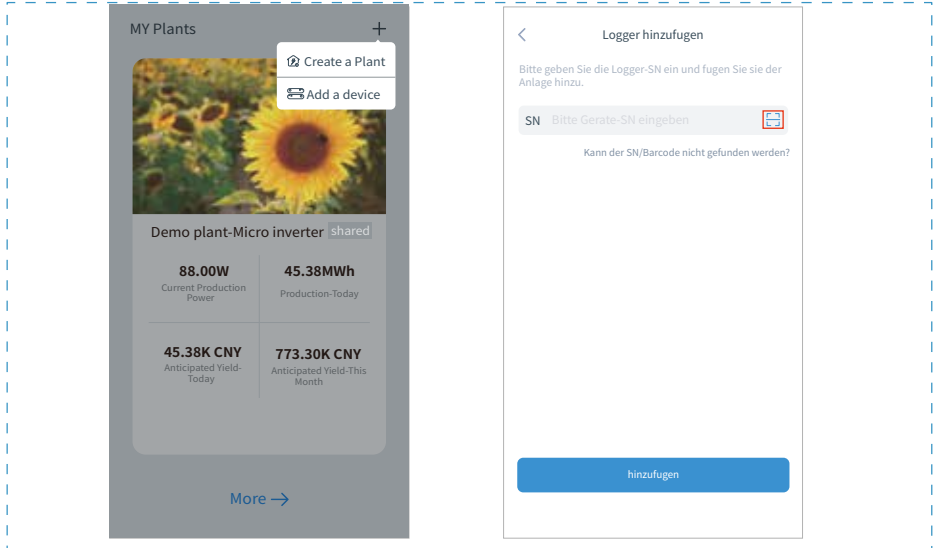 MY Plants
Create a Plant
Add a device
Demo plant-Micro inverter shared
88.00W
Current Production
Power
45.38MWh
Production-Today
45.38K CNY
Anticipated Yield-
Today
773.30K CNY
Anticipated Yield-This
Month
More
Logger hinzufugen
Bitte geben Sie die Logger-SN ein und fugen Sie sie der
Anlage hinzu.
SN Bitte Gerate-SN eingeben
Kann der SN/Barcode nicht gefunden werden?
hinzufugen